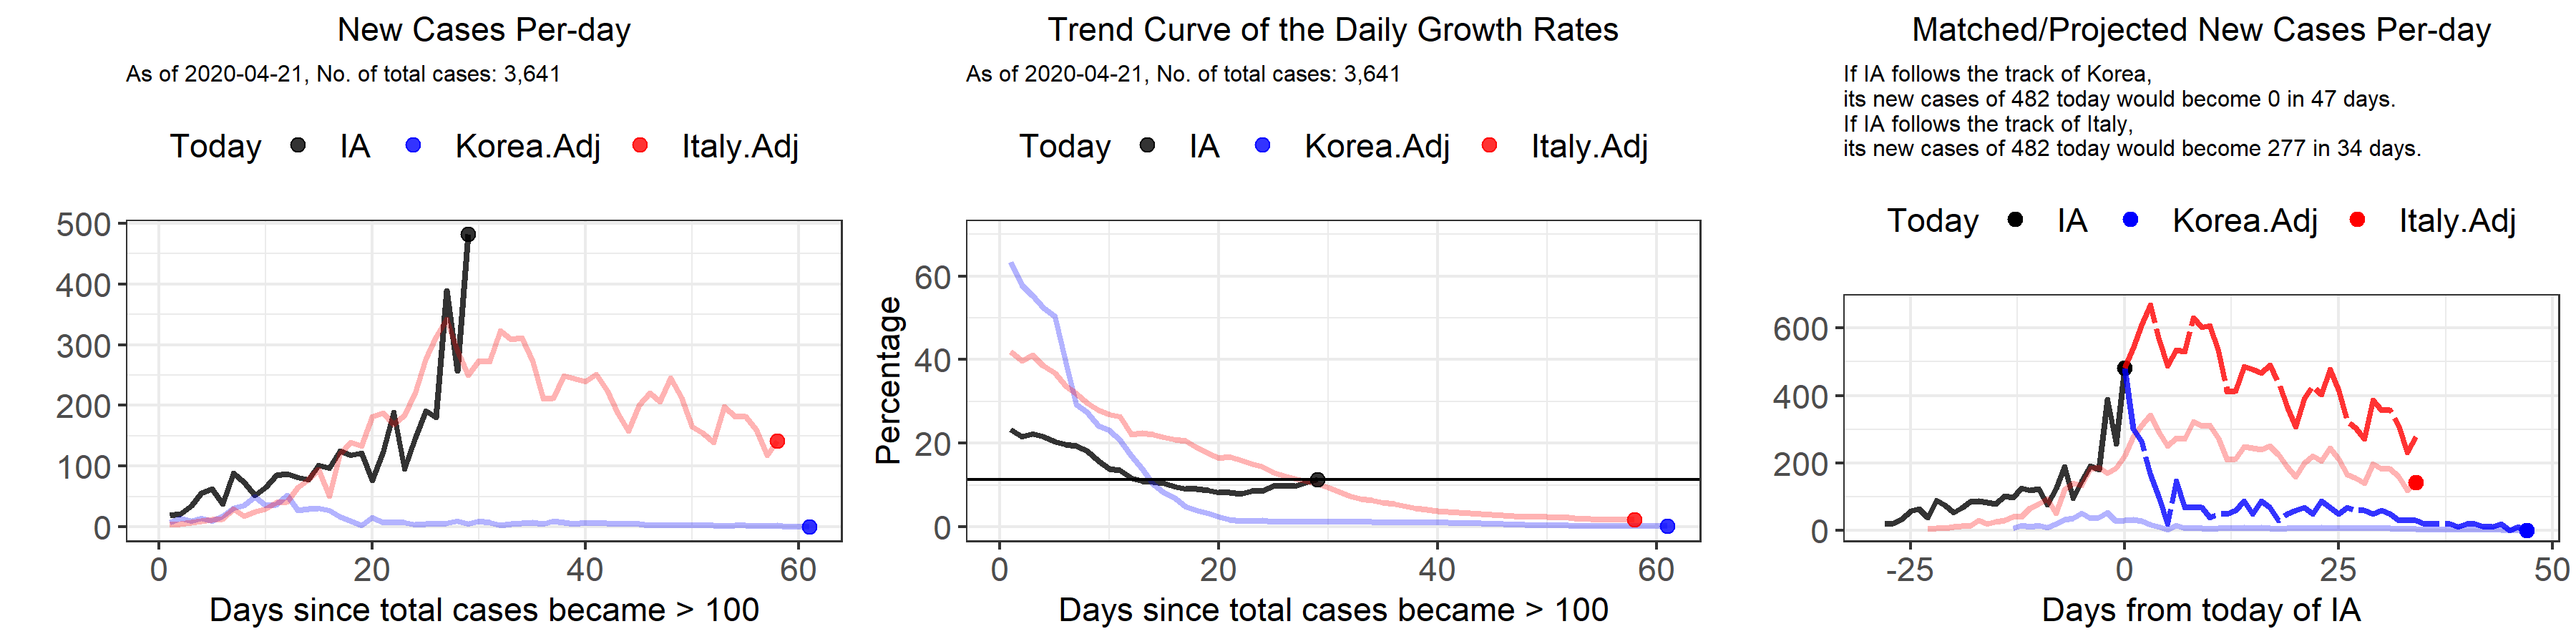 New Cases Per-day
As of 2020-04-21, No. of total cases: 3,641
Today IA Korea.Adj Italy.Adj
500
400
300
200
100
0
0 20 40 60
Days since total cases became > 100
Trend Curve of the Daily Growth Rates
As of 2020-04-21, No. of total cases: 3,641
Today IA Korea.Adj Italy.Adj
Percentage
60
40
20
0
0 20 40 60
Days since total cases became > 100
Matched/Projected New Cases Per-day
If IA follows the track of Korea,
its new cases of 482 today would become 0 in 47 days.
If IA follows the track of Italy,
its new cases of 482 today would become 277 in 34 days.
Today IA Korea.Adj Italy.Adj
600
400
200
0
-25 0 25 50
Days from today of IA